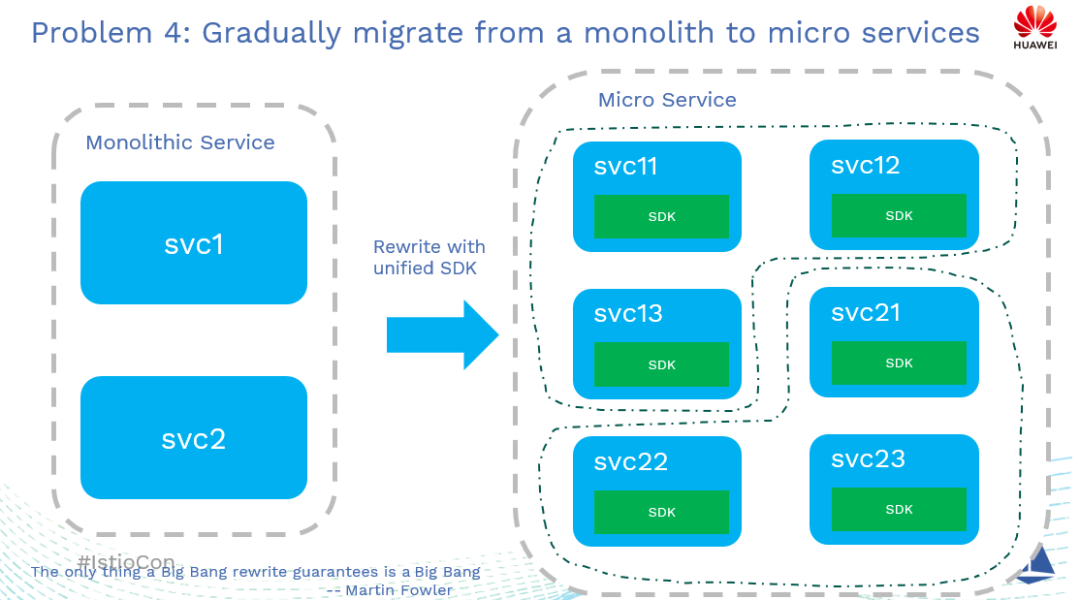 Problem 4: Gradually migrate from a monolith to micro services
HUAWEI
Monolithic Service
svc1
svc2
Rewrite with
unified SDK
Micro Service
svc11
SDK
svc12
SDK
svc13
SDK
svc21
SDK
svc22
SDK
svc23
SDK
#IstioCon
The only thing a Big Bang rewrite guarantees is a Big Bang
-- Martin Fowler